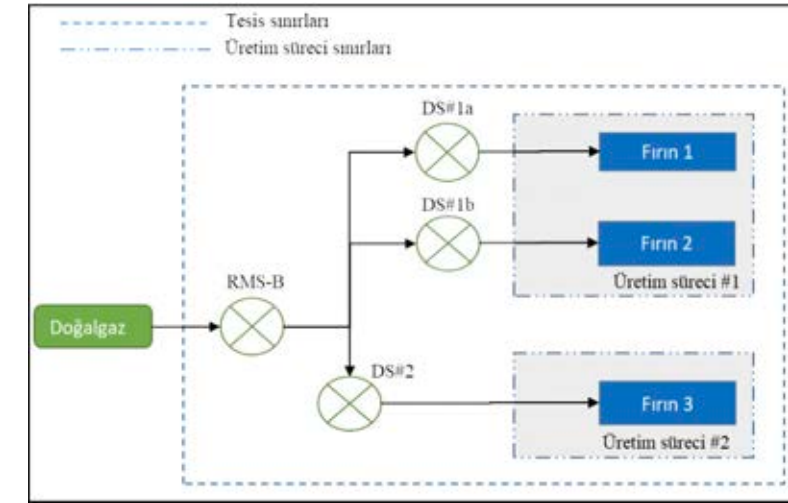 Tesis sınırları
Üretim süreci sınırları
DS#1a
Fırın 1
DS#1b
Fırın 2
Üretim süreci #1
RMS-B
Doğalgaz
DS#2
Fırın 3
Üretim süreci #2